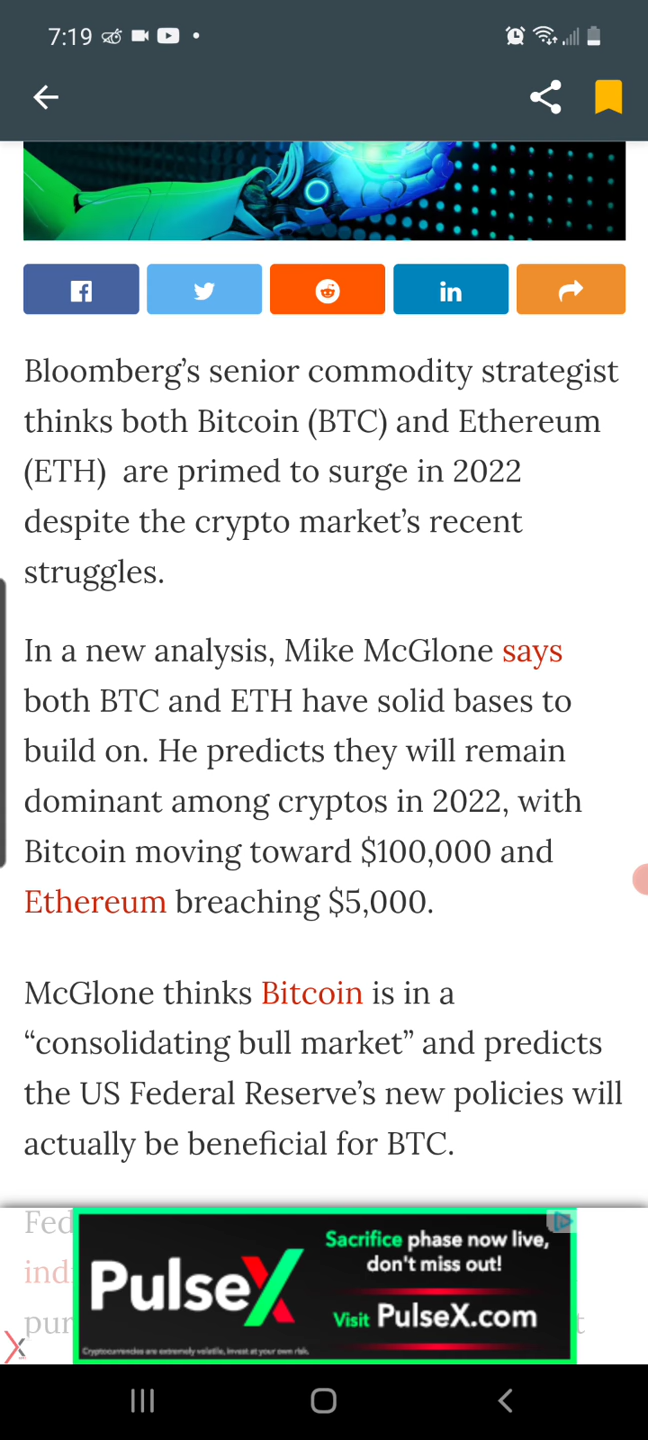 7:19
Bloomberg’s senior commodity strategist
thinks both Bitcoin (BTC) and Ethereum
(ETH)  are primed to surge in 2022
despite the crypto market’s recent
struggles.
In a new analysis, Mike McGlone says
both BTC and ETH have solid bases to
build on. He predicts they will remain
dominant among cryptos in 2022, with
Bitcoin moving toward $100,000 and
Ethereum breaching $5,000.
McGlone thinks Bitcoin is in a
“consolidating bull market” and predicts
the US Federal Reserve’s new policies will
actually be beneficial for BTC.
Fed
PulseX
Sacrifice phase now live,
don't miss out!
Visit PulseX.com
Cryptocurrencies are extremely volatile, invest at your own risk.